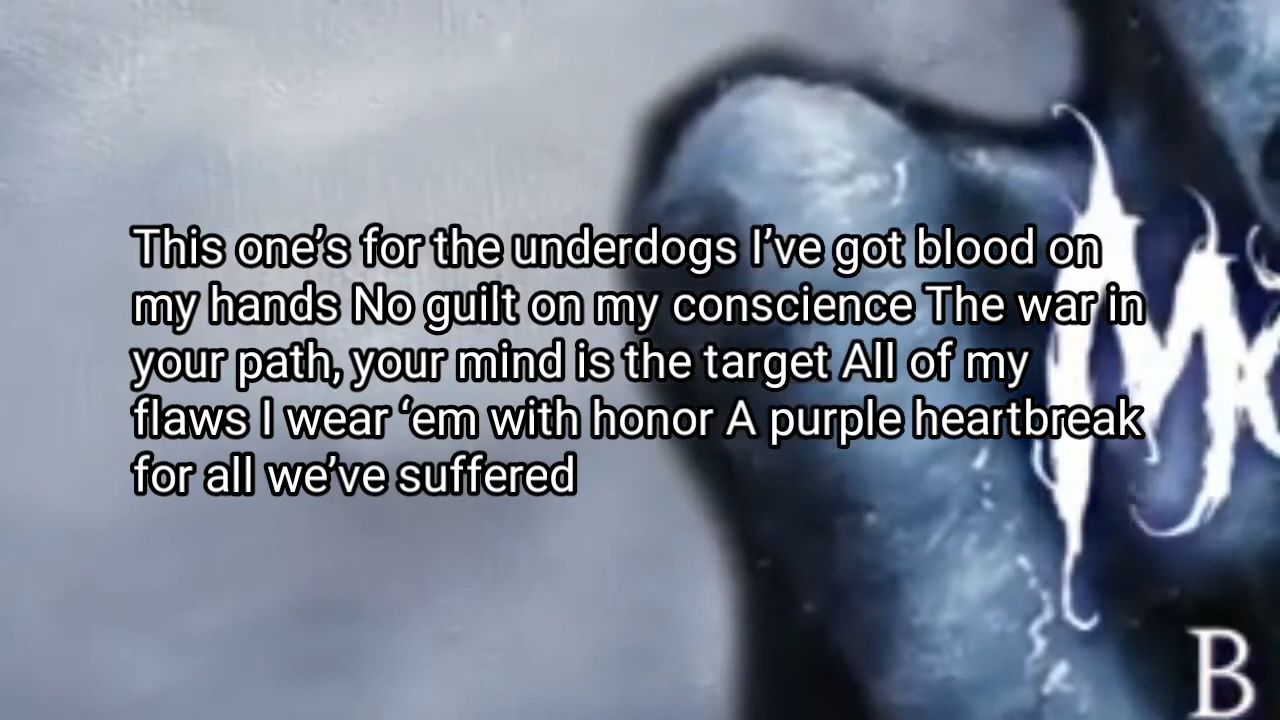 This one’s for the underdogs I’ve got blood on
my hands No guilt on my conscience The war in
your path, your mind is the target All of my
flaws I wear ‘em with honor A purple heartbreak
for all we’ve suffered
B